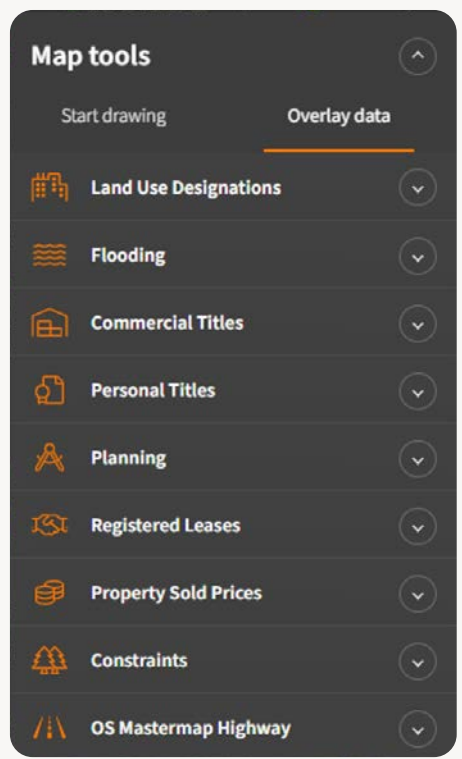 Map tools
Start drawing Overlay data
Land Use Designations
Flooding
Commercial Titles
Personal Titles
Planning
Registered Leases
Property Sold Prices
Constraints
OS Mastermap Highway